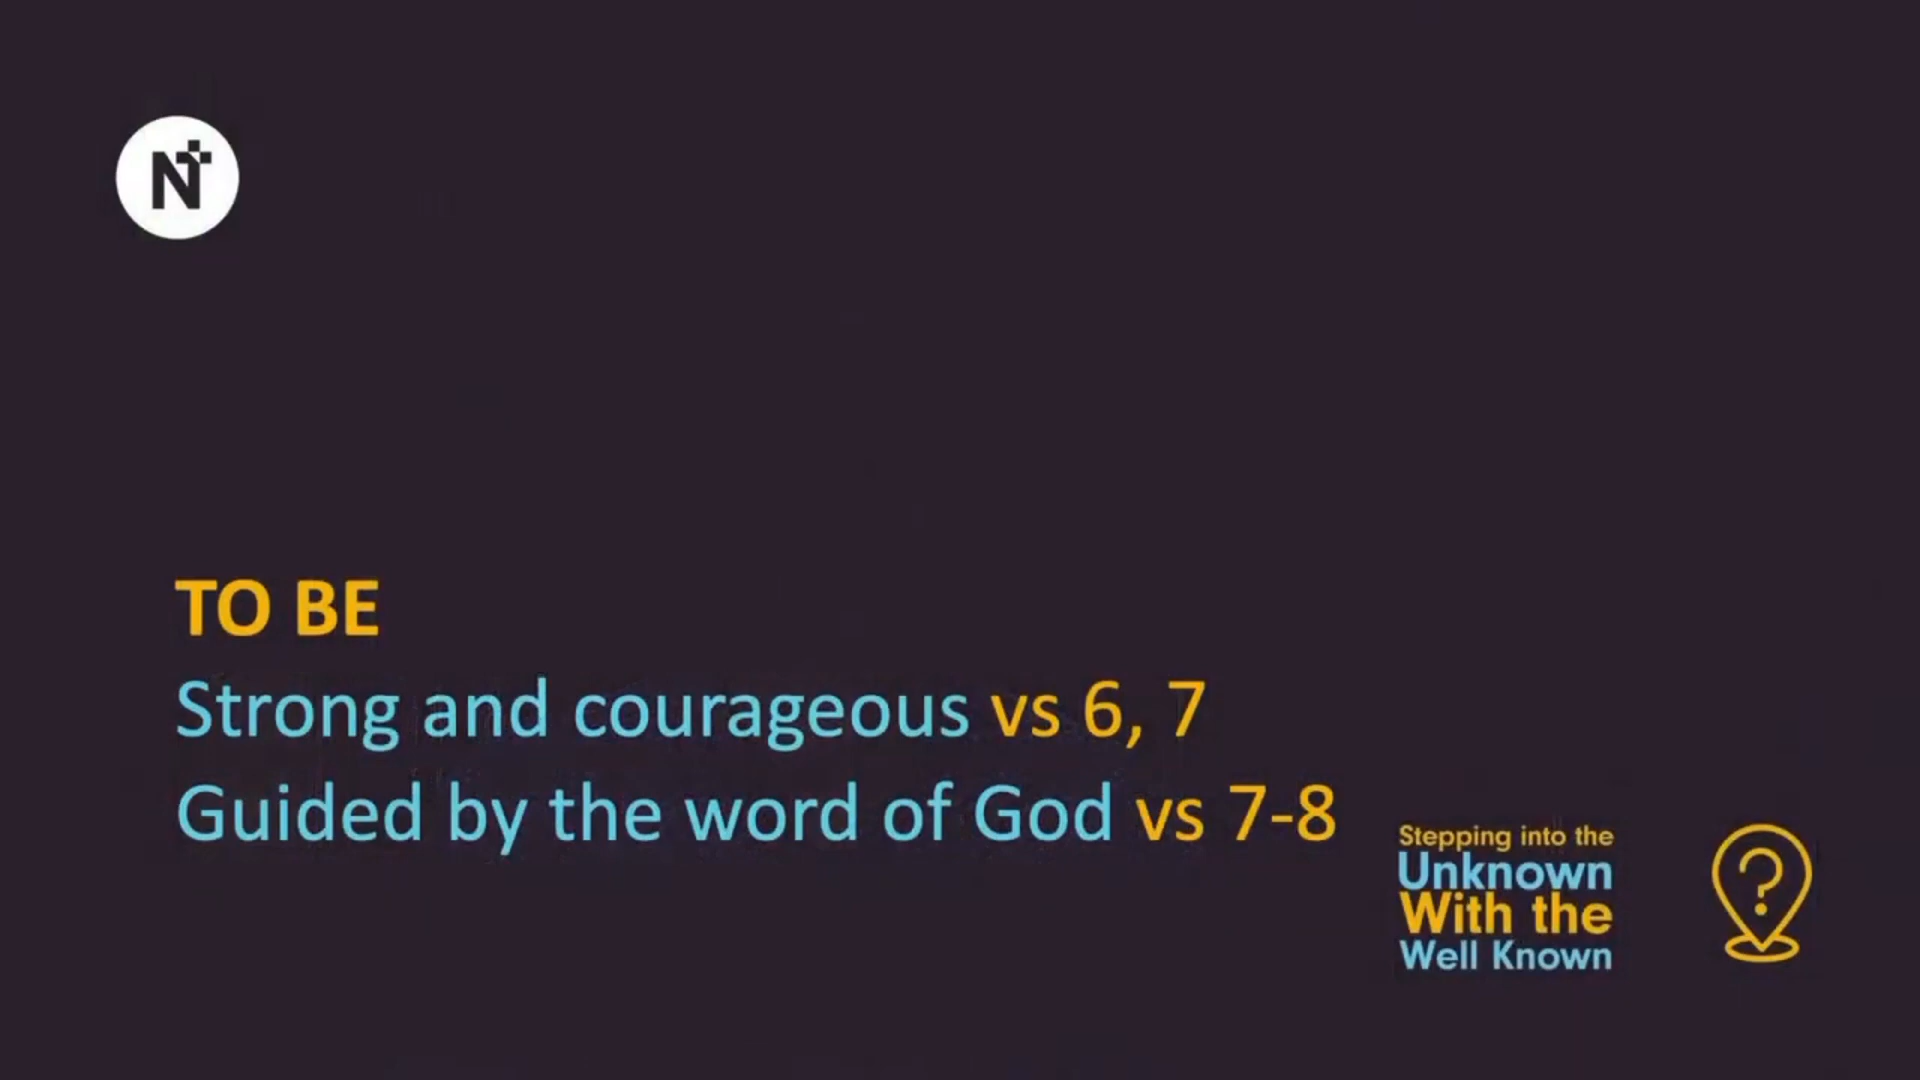 N
TO BE
Strong and courageous vs 6, 7
Guided by the word of God vs 7-8
Stepping into the
Unknown
With the
Well Known
?